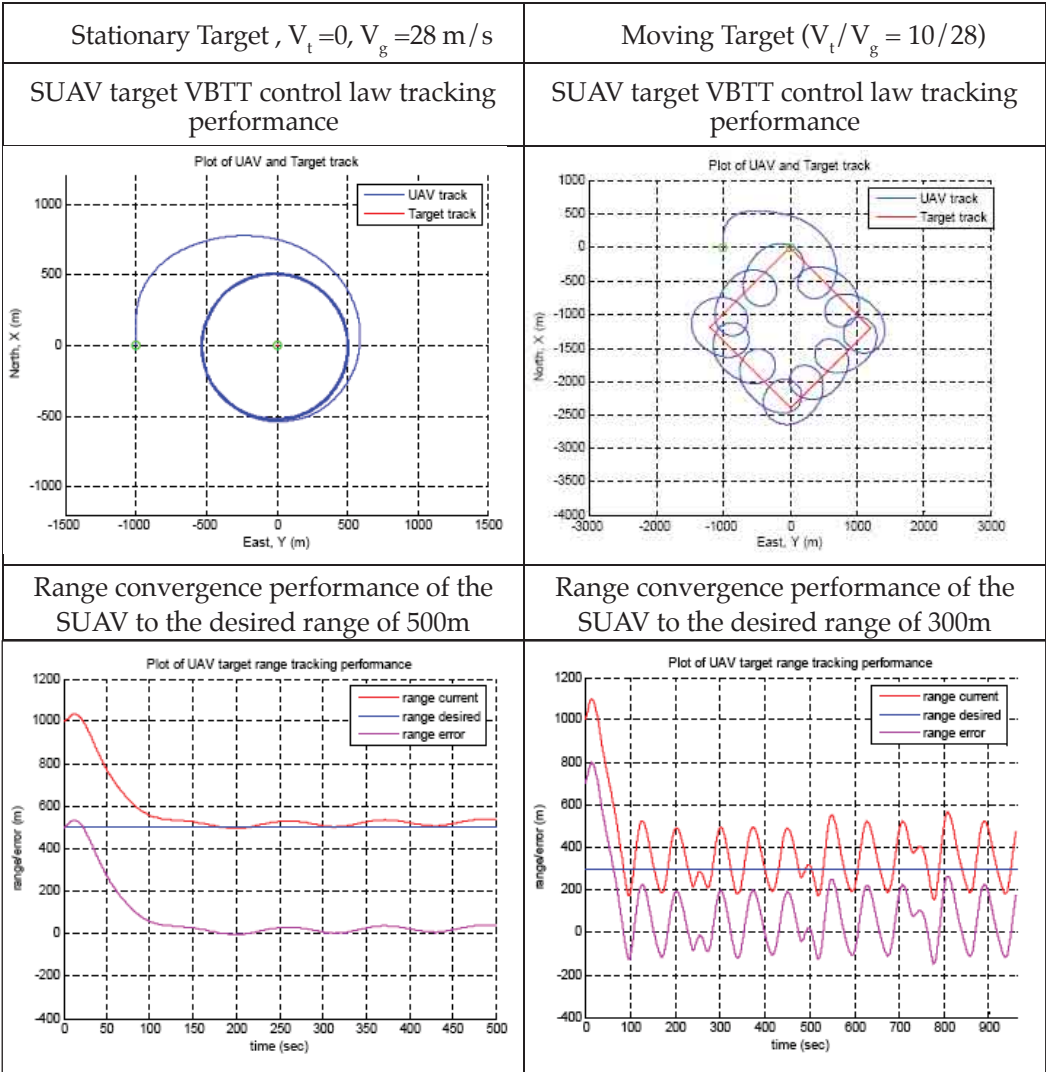 Stationary Target , Vt =0, Vg =28 m/s
Moving Target (Vt/Vg = 10/28)
SUAV target VBTT control law tracking
performance
SUAV target VBTT control law tracking
performance
Plot of UAV and Target track
UAV track
Target track
1000
500
0
-500
-1000
North, X (m)
-1500 -1000 -500 0 500 1000 1500
East, Y (m)
Plot of UAV and Target track
UAV track
Target track
1000
500
0
-500
-1000
-1500
-2000
-2500
-3000
-3500
-4000
North, X (m)
-3000 -2000 -1000 0 1000 2000 3000
East, Y (m)
Range convergence performance of the
SUAV to the desired range of 500m
Range convergence performance of the
SUAV to the desired range of 300m
Plot of UAV target range tracking performance
range current
range desired
range error
1200
1000
800
600
400
200
0
-200
-400
range/error (m)
0 50 100 150 200 250 300 350 400 450 500
time (sec)
Plot of UAV target range tracking performance
range current
range desired
range error
1200
1000
800
600
400
200
0
-200
-400
range/error (m)
0 100 200 300 400 500 600 700 800 900
time (sec)